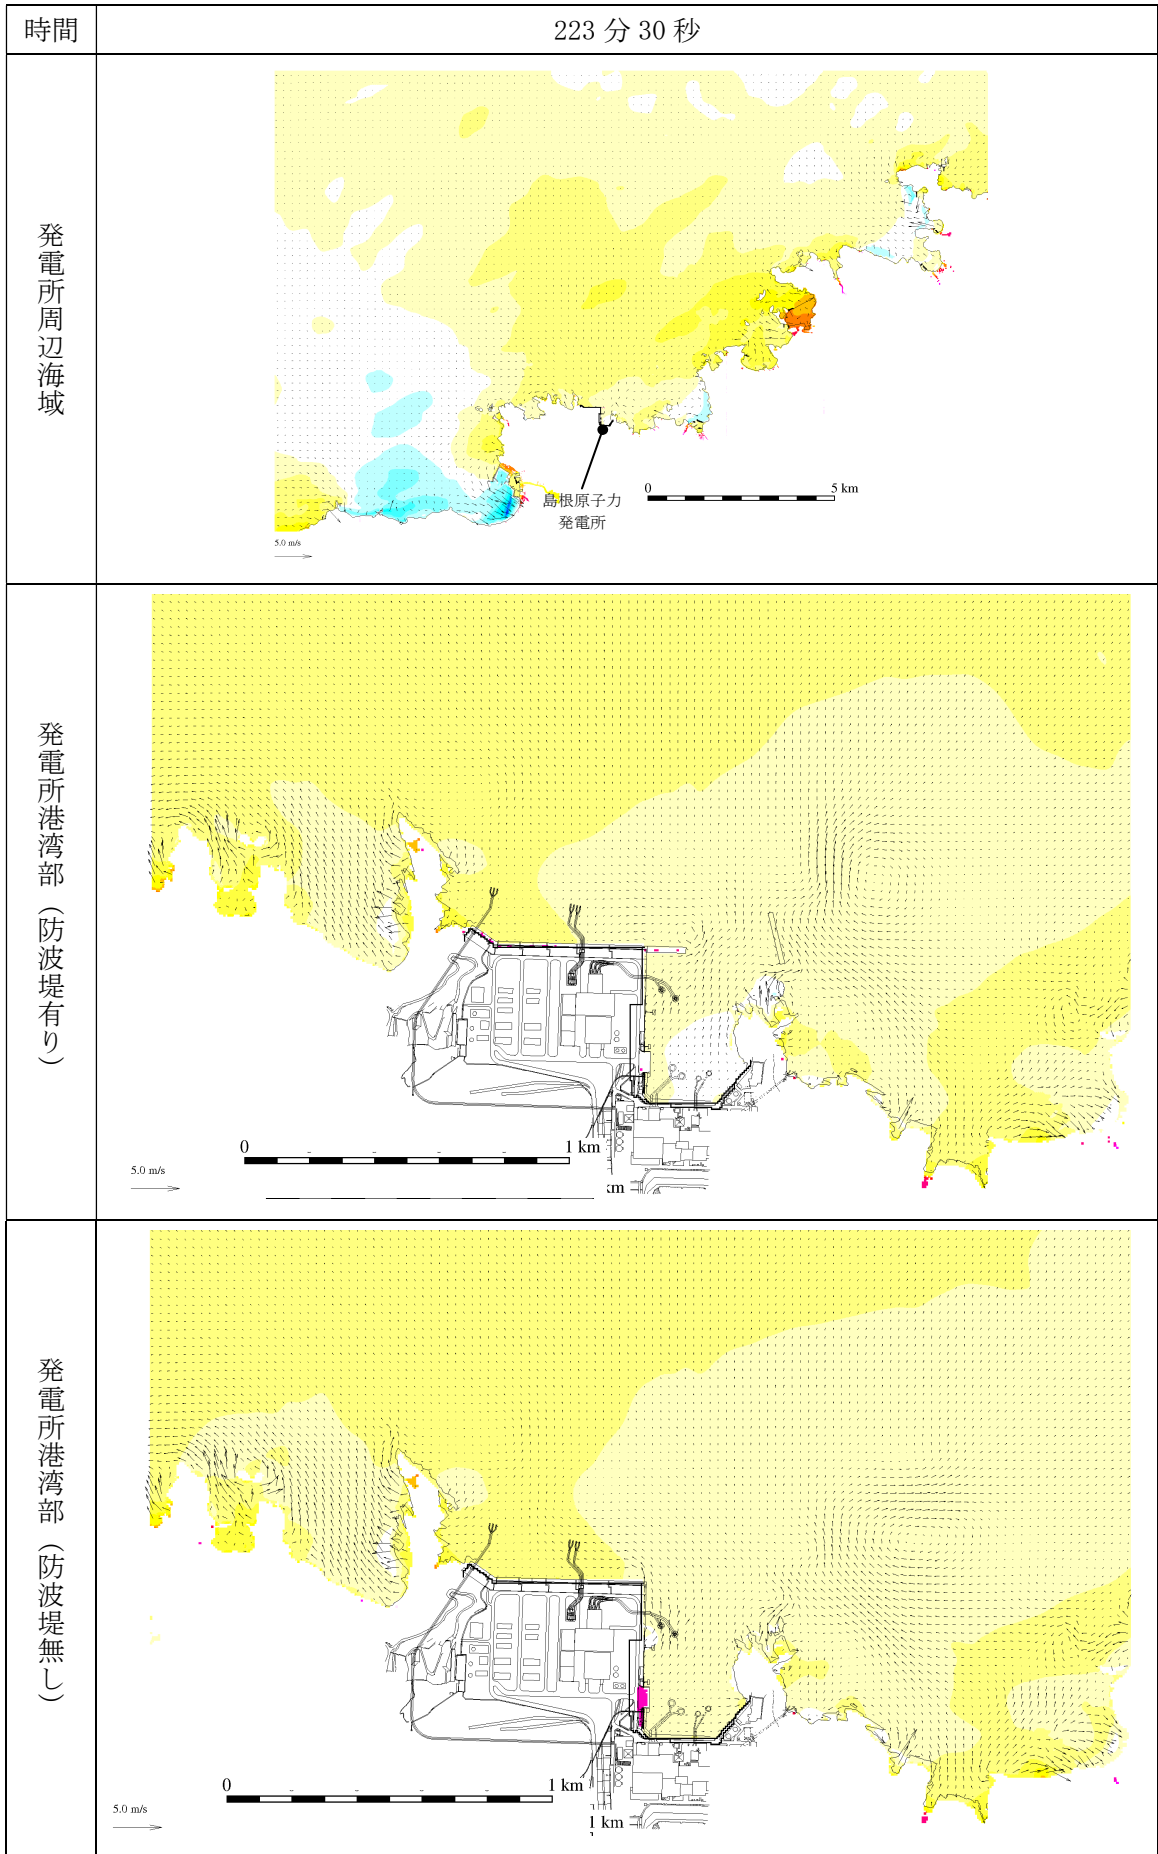 時間
223 分 30 秒
発電所周辺海域
島根原子力
発電所
0
5 km
5.0 m/s
発電所港湾部（防波堤有り）
0
1 km
5.0 m/s
km
発電所港湾部（防波堤無し）
0
1 km
5.0 m/s
1 km